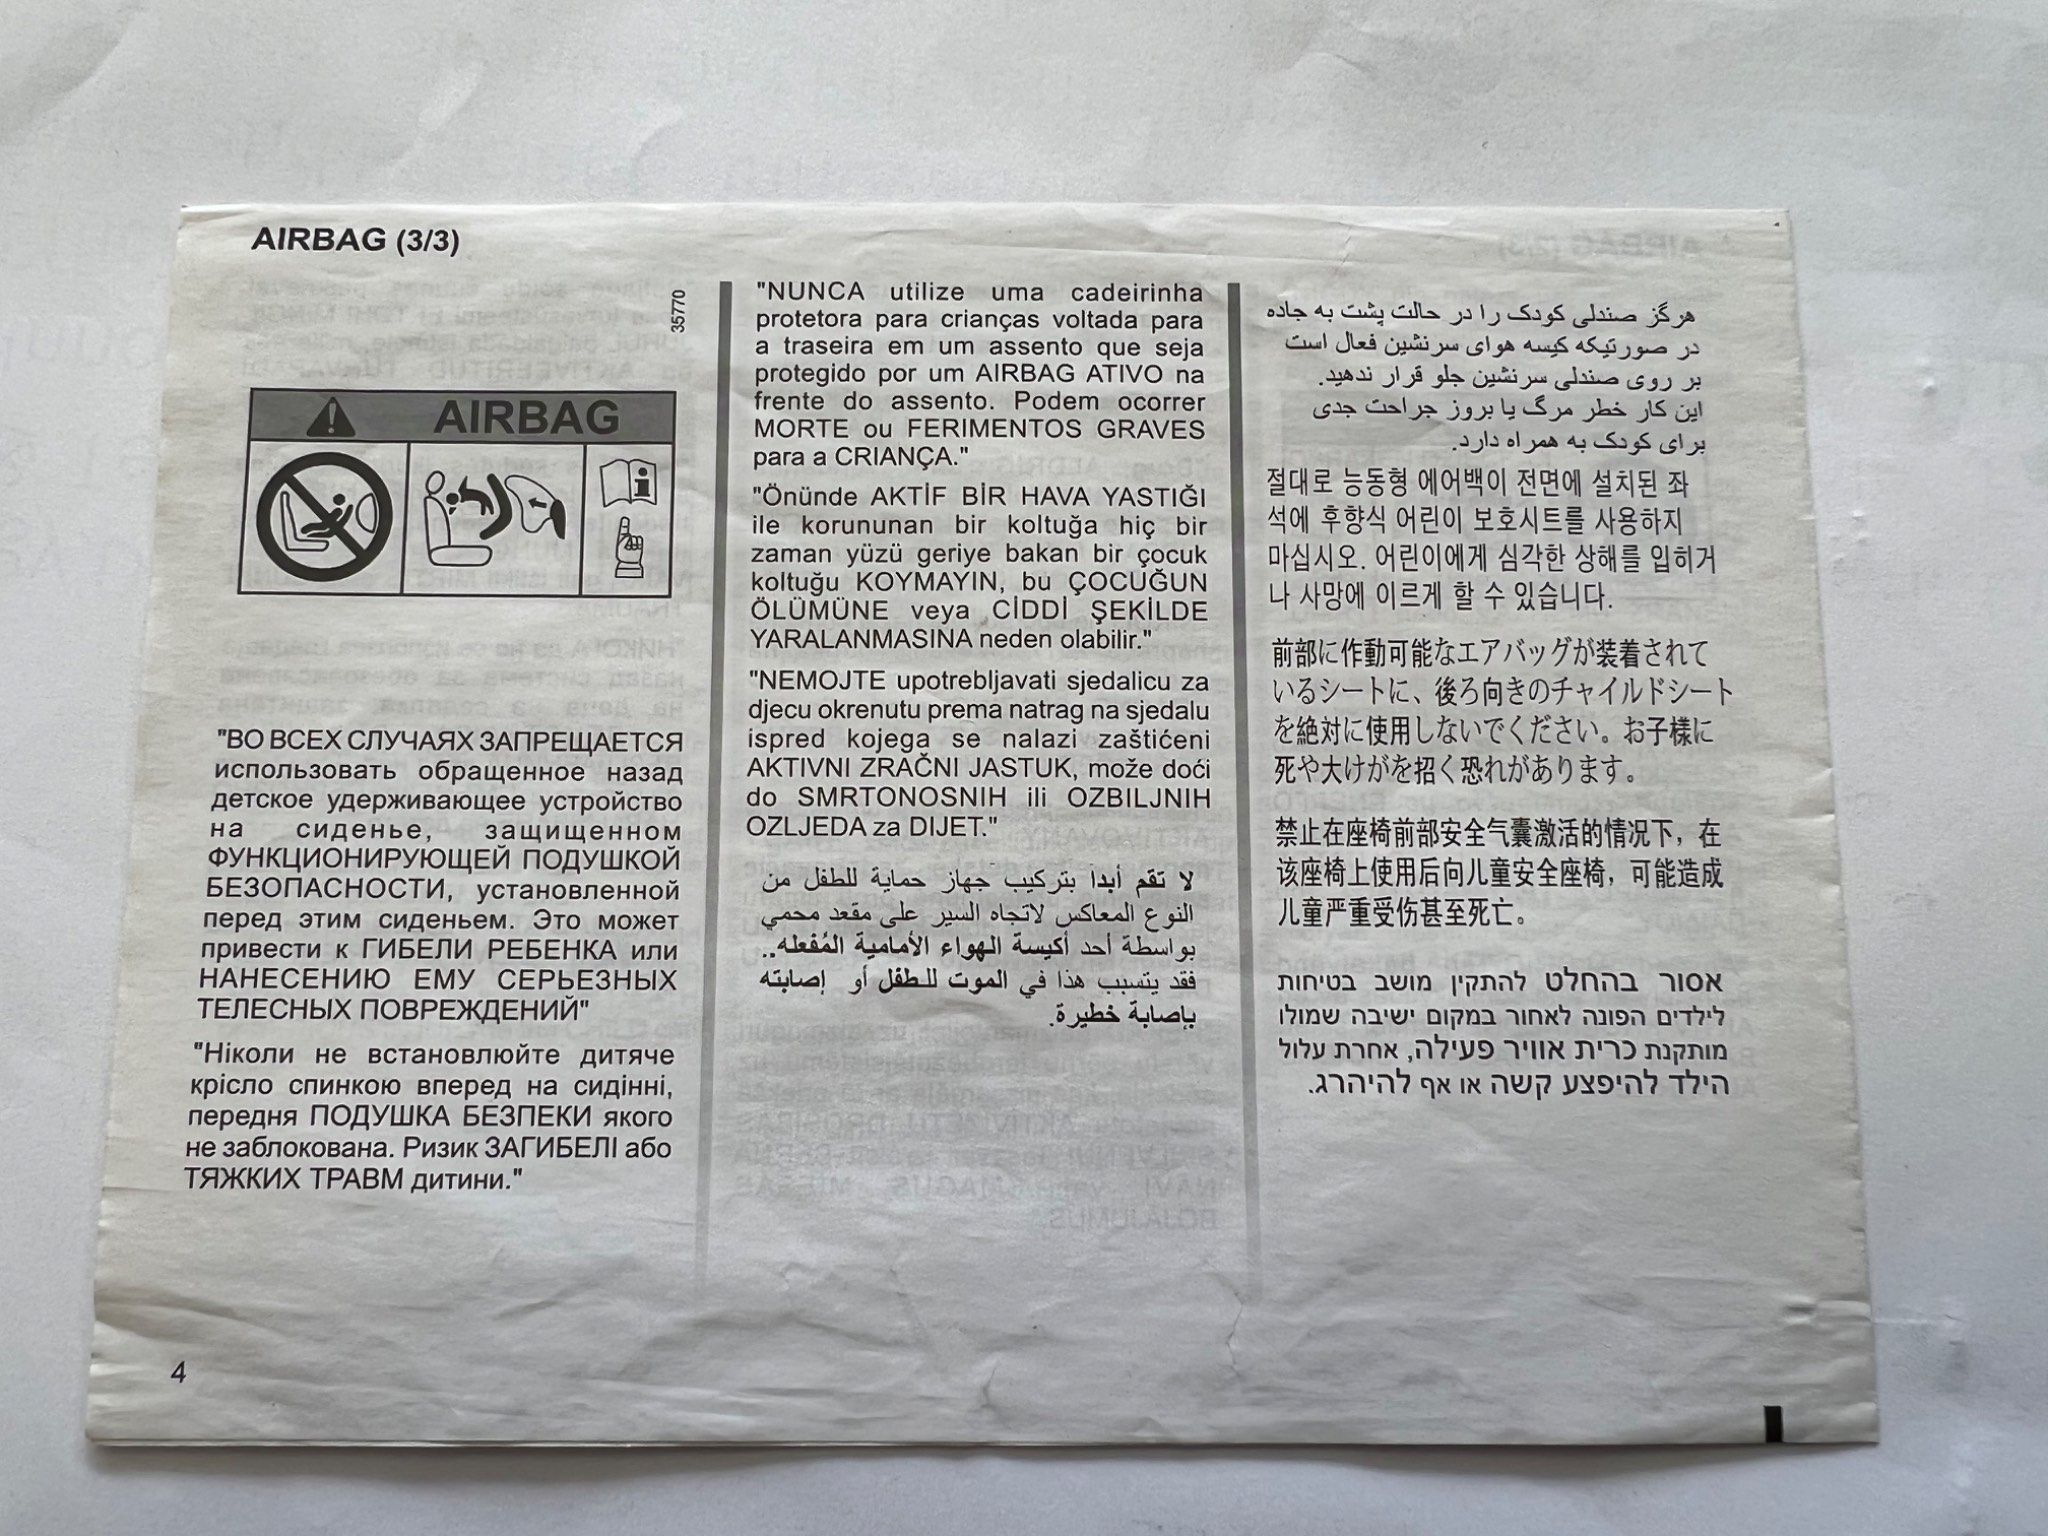 AIRBAG (3/3)
35770
AIRBAG
"ВО ВСЕХ СЛУЧАЯХ ЗАПРЕЩАЕТСЯ
использовать обращенное назад
детское удерживающее устройство
на сиденье, защищенном
ФУНКЦИОНИРУЮЩЕЙ ПОДУШКОЙ
БЕЗОПАСНОСТИ, установленной
перед этим сиденьем. Это может
привести к ГИБЕЛИ РЕБЕНКА или
НАНЕСЕНИЮ ЕМУ СЕРЬЕЗНЫХ
ТЕЛЕСНЫХ ПОВРЕЖДЕНИЙ"
"Ніколи не встановлюйте дитяче
крісло спинкою вперед на сидінні,
передня ПОДУШКА БЕЗПЕКИ якого
не заблокована. Ризик ЗАГИБЕЛІ або
ТЯЖКИХ ТРАВМ дитини."
"NUNCA utilize uma cadeirinha
protetora para crianças voltada para
a traseira em um assento que seja
protegido por um AIRBAG ATIVO na
frente do assento. Podem ocorrer
MORTE ou FERIMENTOS GRAVES
para a CRIANÇA."
"Önünde AKTİF BİR HAVA YASTIĞI
ile korununan bir koltuğa hiç bir
zaman yüzü geriye bakan bir çocuk
koltuğu KOYMAYIN, bu ÇOCUĞUN
ÖLÜMÜNE veya CİDDİ ŞEKİLDE
YARALANMASINA neden olabilir."
"NEMOJTE upotrebljavati sjedalicu za
djecu okrenutu prema natrag na sjedalu
ispred kojega se nalazi zaštićeni
AKTIVNI ZRAČNI JASTUK, može doći
do SMRTONOSNIH ili OZBILJNIH
OZLJEDA za DIJET."
لا تقم أبدا بتركيب جهاز حماية للطفل من
النوع المعاكس لاتجاه السير على مقعد محمي
بواسطة أحد أكيسة الهواء الأمامية المُفعله..
فقد يتسبب هذا في الموت للطفل أو إصابته
بإصابة خطيرة.
هرگز صندلی کودک را در حالت پشت به جاده
در صورتیکه کیسه هوای سرنشین فعال است
بر روی صندلی سرنشین جلو قرار ندهید.
این کار خطر مرگ یا بروز جراحت جدی
برای کودک به همراه دارد.
절대로 능동형 에어백이 전면에 설치된 좌
석에 후향식 어린이 보호시트를 사용하지
마십시오. 어린이에게 심각한 상해를 입히거
나 사망에 이르게 할 수 있습니다.
前部に作動可能なエアバッグが装着されて
いるシートに、後ろ向きのチャイルドシート
を絶対に使用しないでください。お子様に
死や大けがを招く恐れがあります。
禁止在座椅前部安全气囊激活的情况下，在
该座椅上使用后向儿童安全座椅，可能造成
儿童严重受伤甚至死亡。
אסור בהחלט להתקין מושב בטיחות
לילדים הפונה לאחור במקום ישיבה שמולו
מותקנת כרית אוויר פעילה, אחרת עלול
הילד להיפצע קשה או אף להיהרג.
4